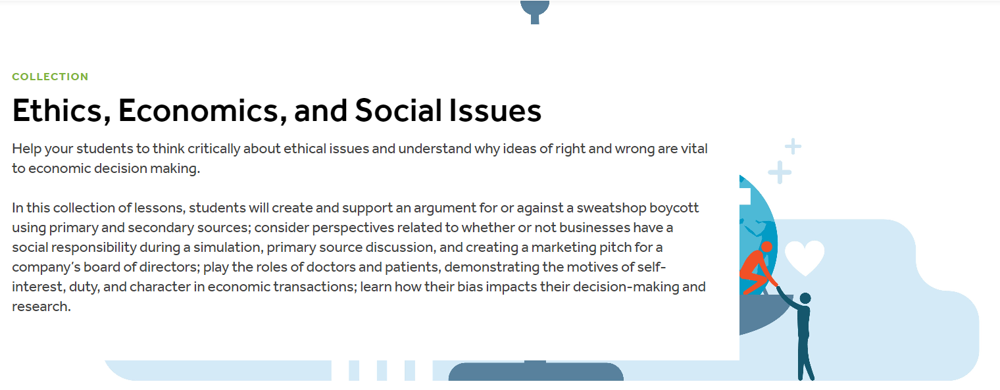 COLLECTION
Ethics, Economics, and Social Issues
Help your students to think critically about ethical issues and understand why ideas of right and wrong are vital
to economic decision making.
In this collection of lessons, students will create and support an argument for or against a sweatshop boycott
using primary and secondary sources; consider perspectives related to whether or not businesses have a
social responsibility during a simulation, primary source discussion, and creating a marketing pitch for a
company's board of directors; play the roles of doctors and patients, demonstrating the motives of self-
interest, duty, and character in economic transactions; learn how their bias impacts their decision-making and
research.